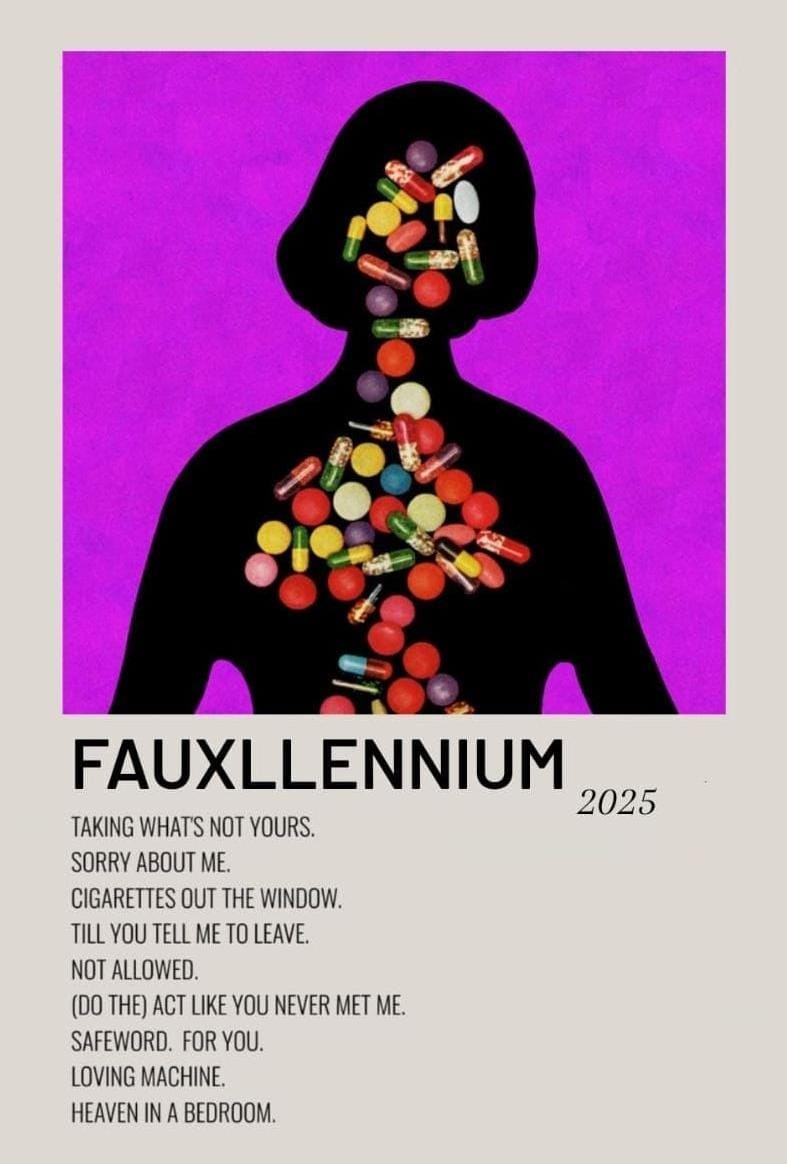 FAUXLLENNIUM
2025
TAKING WHAT'S NOT YOURS.
SORRY ABOUT ME.
CIGARETTES OUT THE WINDOW.
TILL YOU TELL ME TO LEAVE.
NOT ALLOWED.
(DO THE) ACT LIKE YOU NEVER MET ME.
SAFEWORD. FOR YOU.
LOVING MACHINE.
HEAVEN IN A BEDROOM.